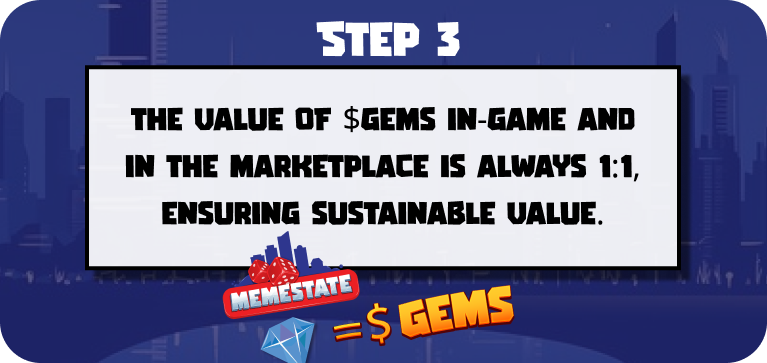 STEP 3
THE VALUE OF $GEMS IN-GAME AND
IN THE MARKETPLACE IS ALWAYS 1:1,
ENSURING SUSTAINABLE VALUE.
MEMESTATE
= $ GEMS